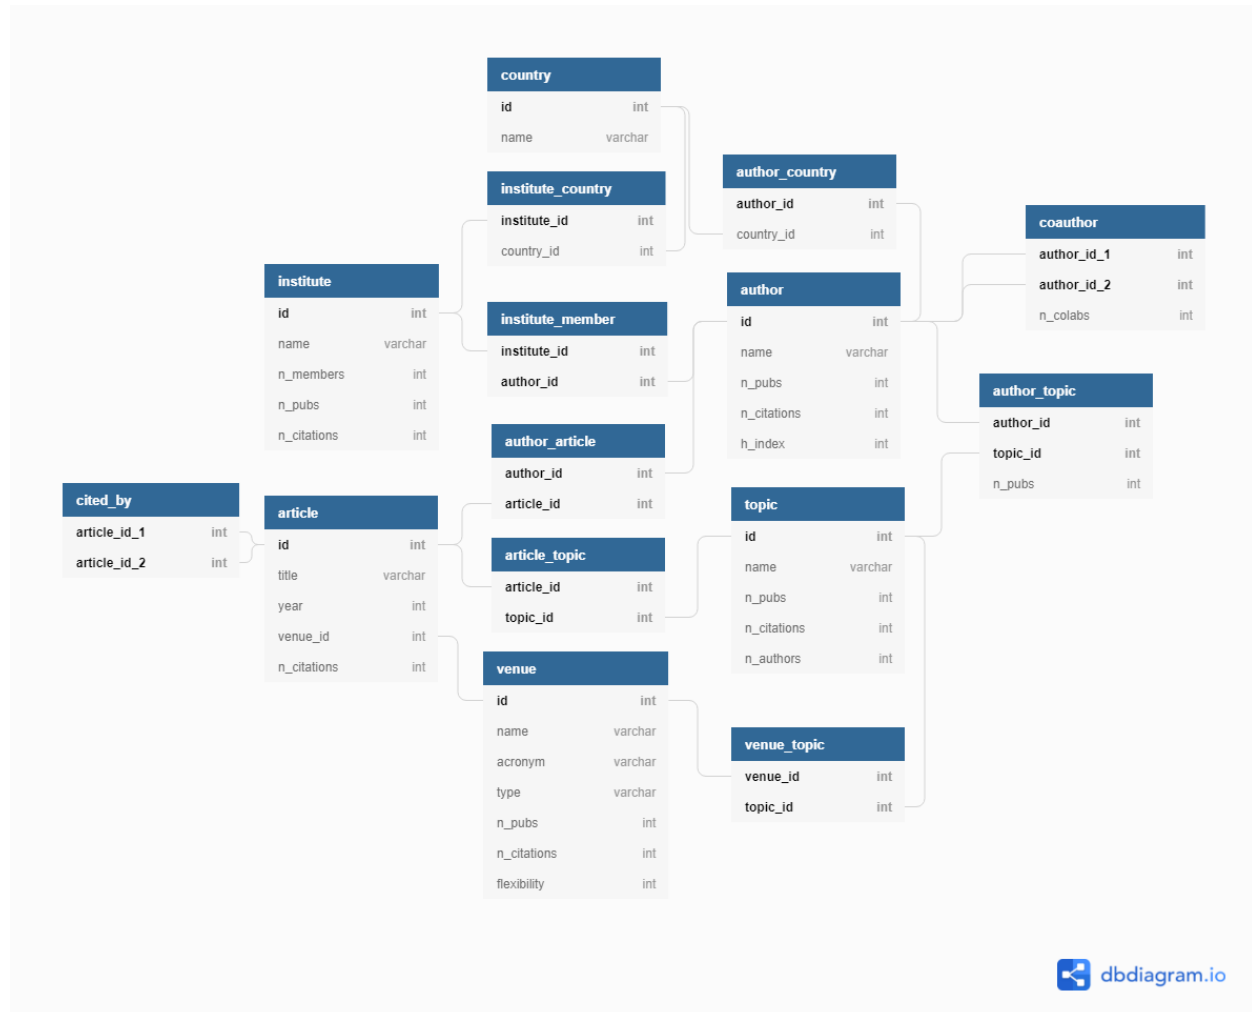 country
id int
name varchar
institute_country
institute_id int
country_id int
author_country
author_id int
country_id int
coauthor
author_id_1 int
author_id_2 int
n_colabs int
institute
id int
name varchar
n_members int
n_pubs int
n_citations int
institute_member
institute_id int
author_id int
author
id int
name varchar
n_pubs int
n_citations int
h_index int
author_topic
author_id int
topic_id int
n_pubs int
author_article
author_id int
article_id int
cited_by
article_id_1 int
article_id_2 int
article
id int
title varchar
year int
venue_id int
n_citations int
article_topic
article_id int
topic_id int
topic
id int
name varchar
n_pubs int
n_citations int
n_authors int
venue
id int
name varchar
acronym varchar
type varchar
n_pubs int
n_citations int
flexibility int
venue_topic
venue_id int
topic_id int
dbdiagram.io